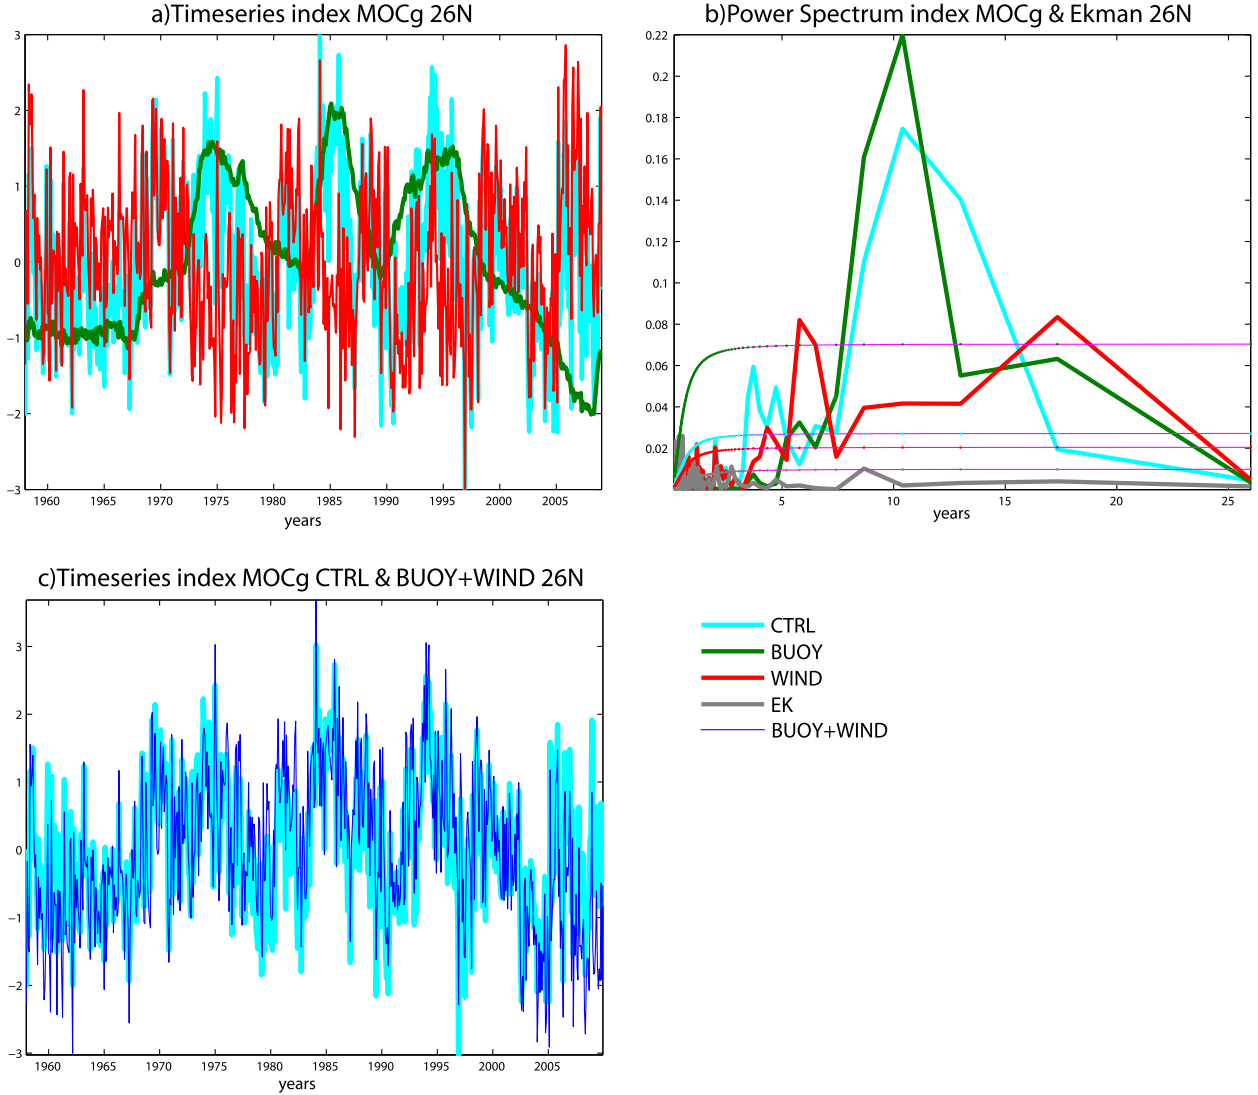 a)Timeseries index MOCg 26N
3
2
1
0
−1
−2
−3
1960 1965 1970 1975 1980 1985 1990 1995 2000 2005
years
b)Power Spectrum index MOCg & Ekman 26N
0.22
0.2
0.18
0.16
0.14
0.12
0.1
0.08
0.06
0.04
0.02
5 10 15 20 25
years
c)Timeseries index MOCg CTRL & BUOY+WIND 26N
3
2
1
0
−1
−2
−3
1960 1965 1970 1975 1980 1985 1990 1995 2000 2005
years
CTRL
BUOY
WIND
EK
BUOY+WIND